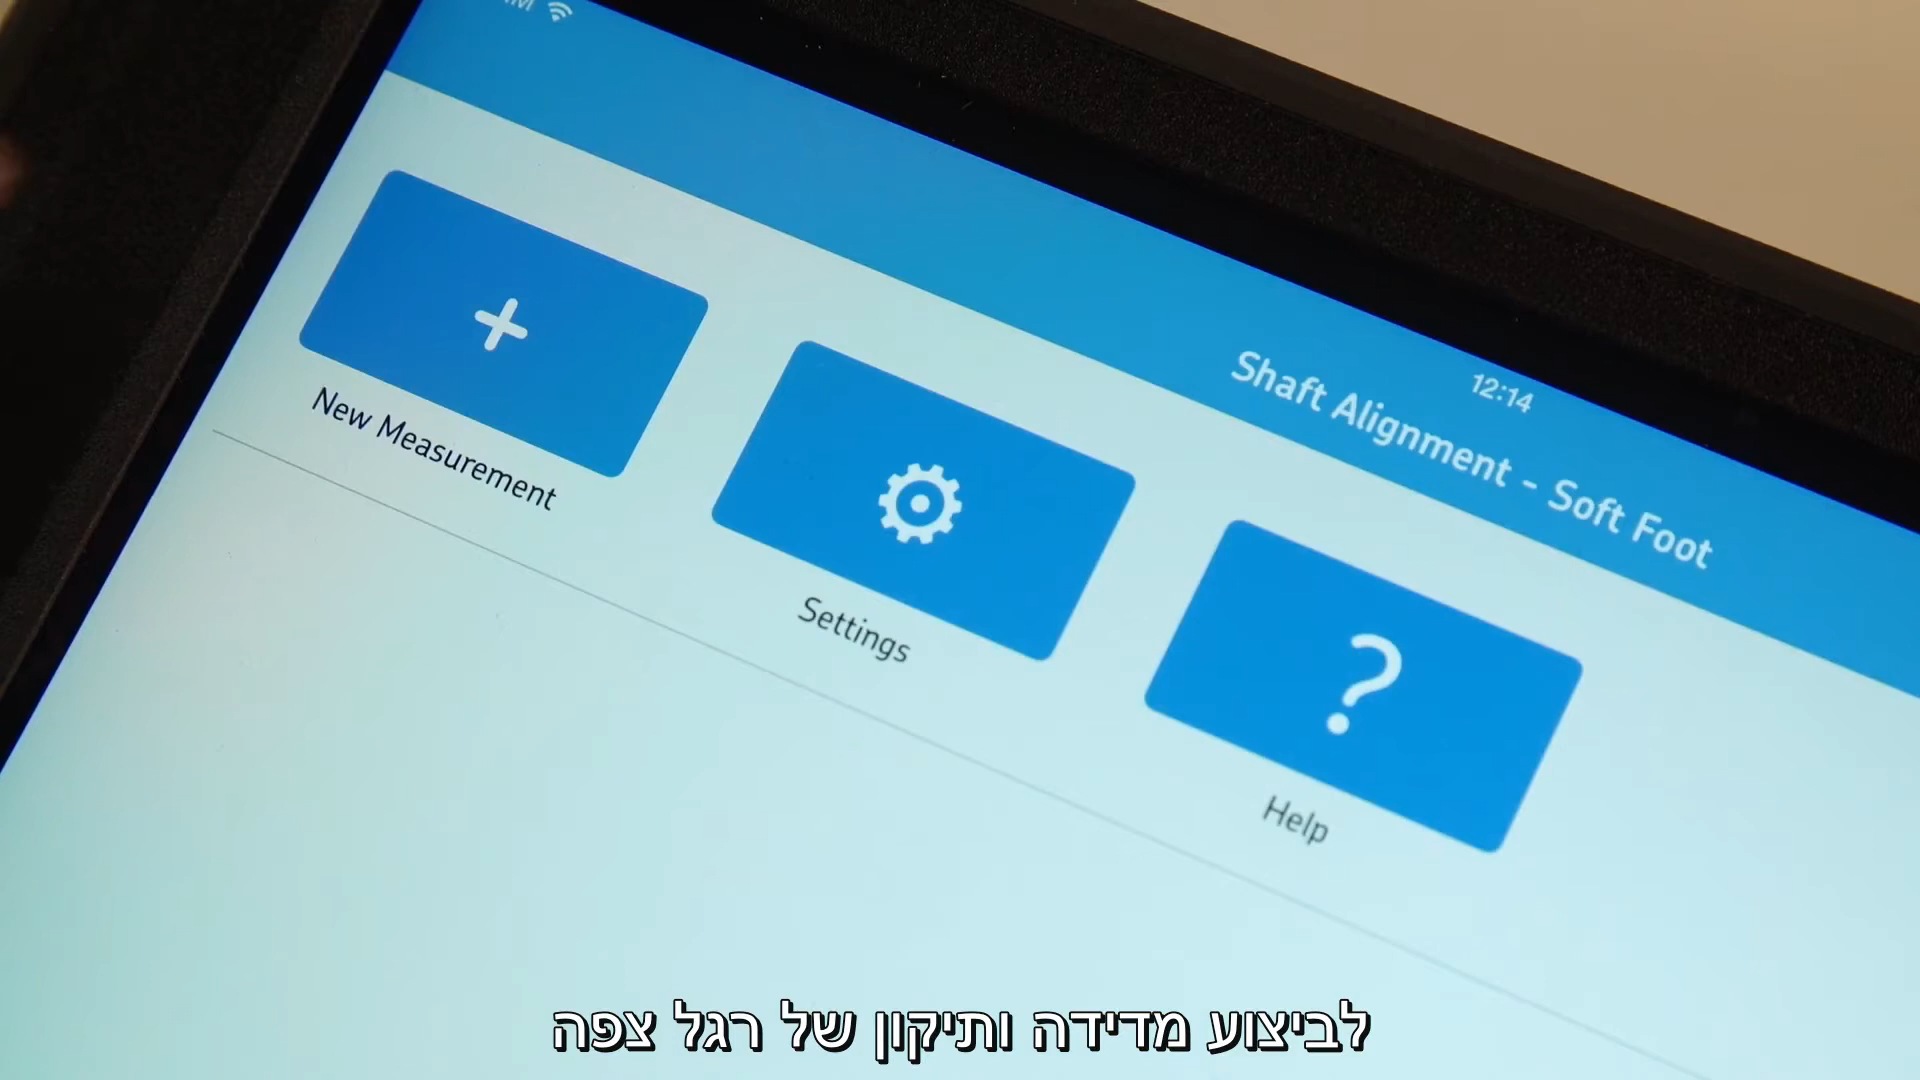 12:14
Shaft Alignment - Soft Foot
New Measurement
Settings
Help
לביצוע מדידה ותיקון של רגל צפה